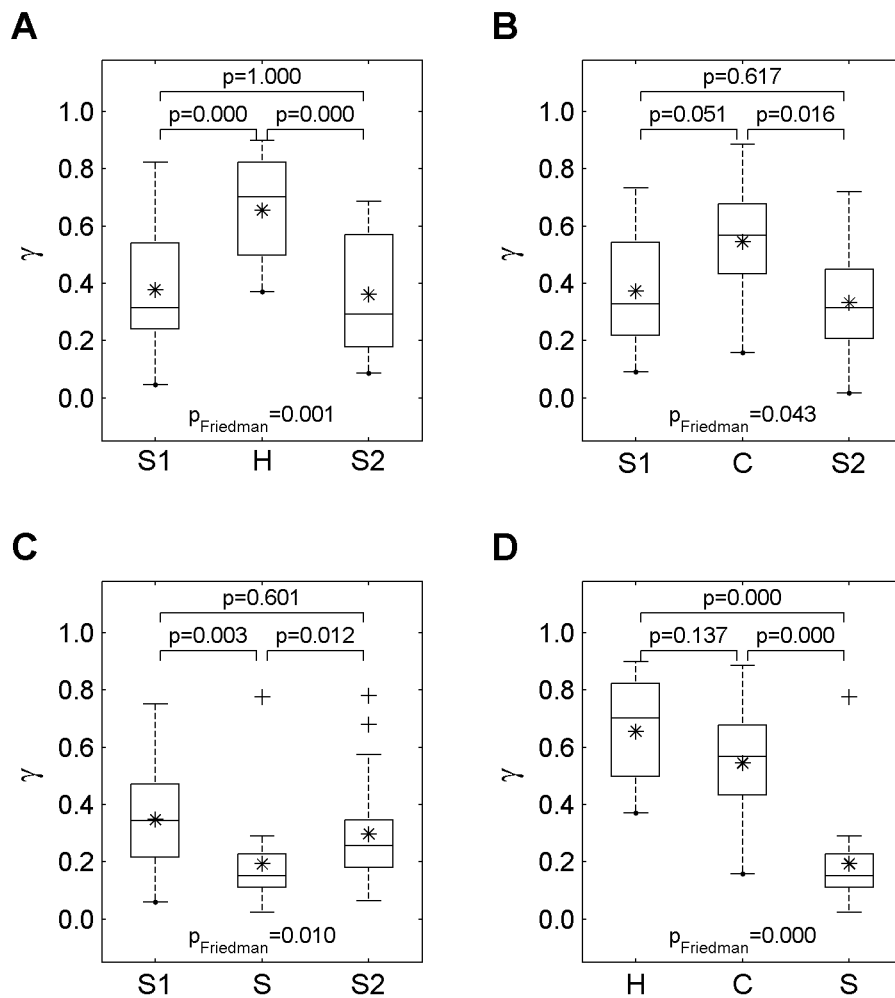 A
p=1.000
p=0.000 p=0.000
1.0
0.8
0.6
0.4
0.2
0.0
γ
pFriedman=0.001
S1 H S2
B
p=0.617
p=0.051 p=0.016
1.0
0.8
0.6
0.4
0.2
0.0
γ
pFriedman=0.043
S1 C S2
C
p=0.601
p=0.003 p=0.012
1.0
0.8
0.6
0.4
0.2
0.0
γ
pFriedman=0.010
S1 S S2
D
p=0.000
p=0.137 p=0.000
1.0
0.8
0.6
0.4
0.2
0.0
γ
pFriedman=0.000
H C S